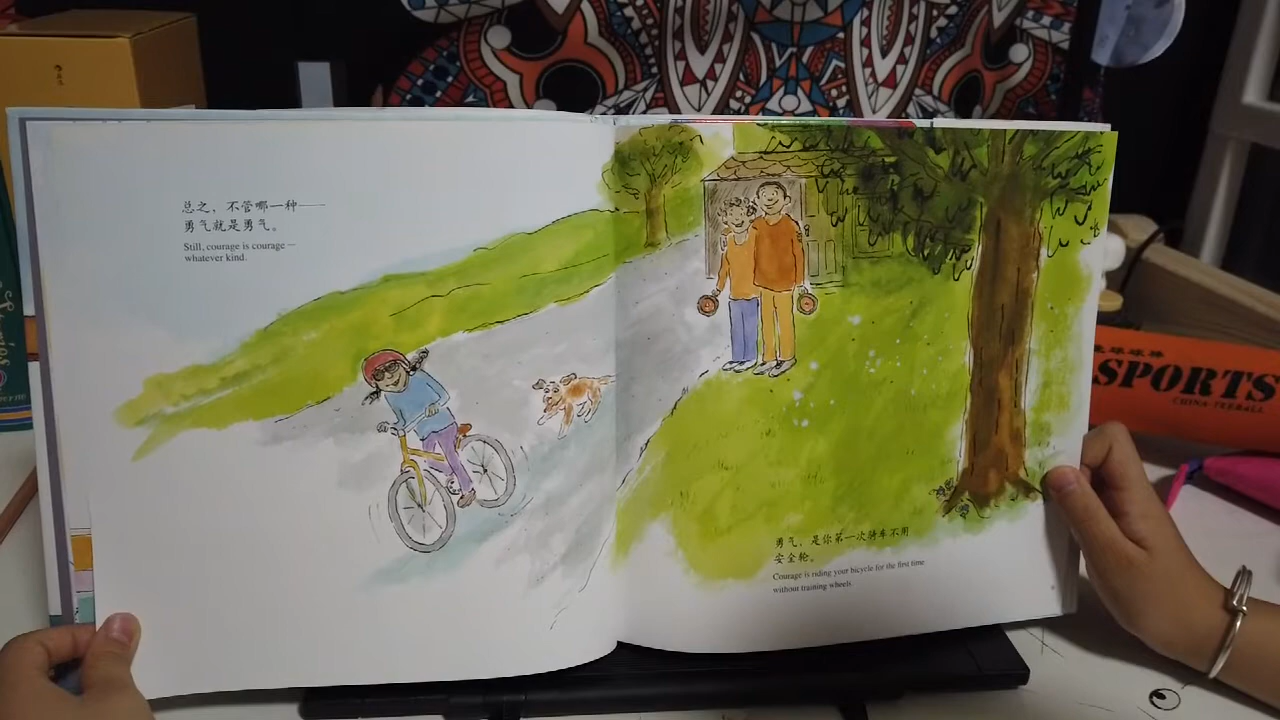 总之，不管哪一种——
勇气就是勇气。
Still, courage is courage —
whatever kind.
勇气，是你第一次骑车不用
安全轮。
Courage is riding your bicycle for the first time
without training wheels.
SPORTS
CHINA-TEEBALL